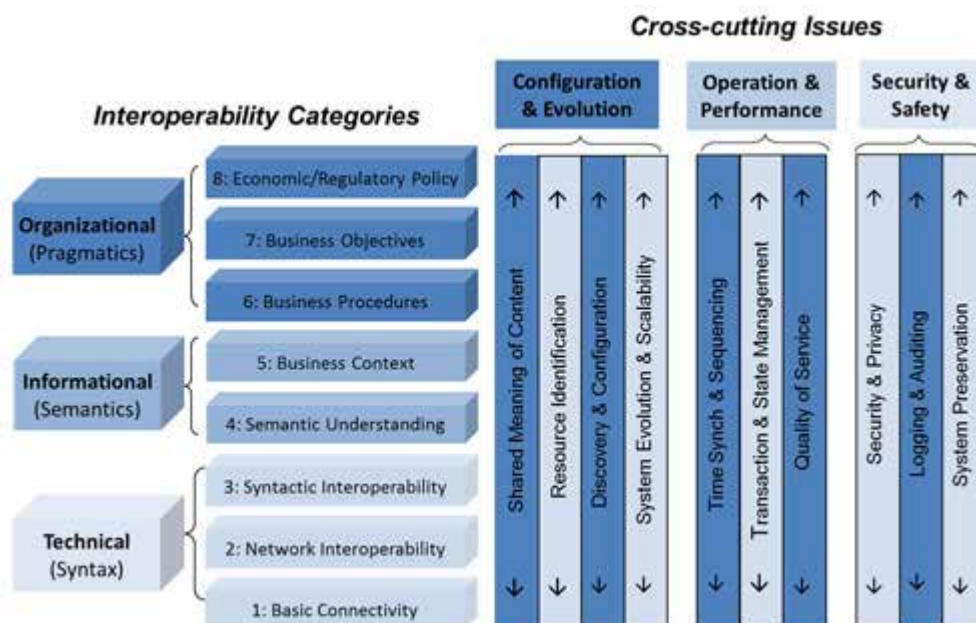 Cross-cutting Issues
Configuration
& Evolution
Operation &
Performance
Security &
Safety
Interoperability Categories
Organizational
(Pragmatics)
8: Economic/Regulatory Policy
7: Business Objectives
6: Business Procedures
Informational
(Semantics)
5: Business Context
4: Semantic Understanding
Technical
(Syntax)
3: Syntactic Interoperability
2: Network Interoperability
1: Basic Connectivity
Shared Meaning of Content
Resource Identification
Discovery & Configuration
System Evolution & Scalability
Time Synch & Sequencing
Transaction & State Management
Quality of Service
Security & Privacy
Logging & Auditing
System Preservation